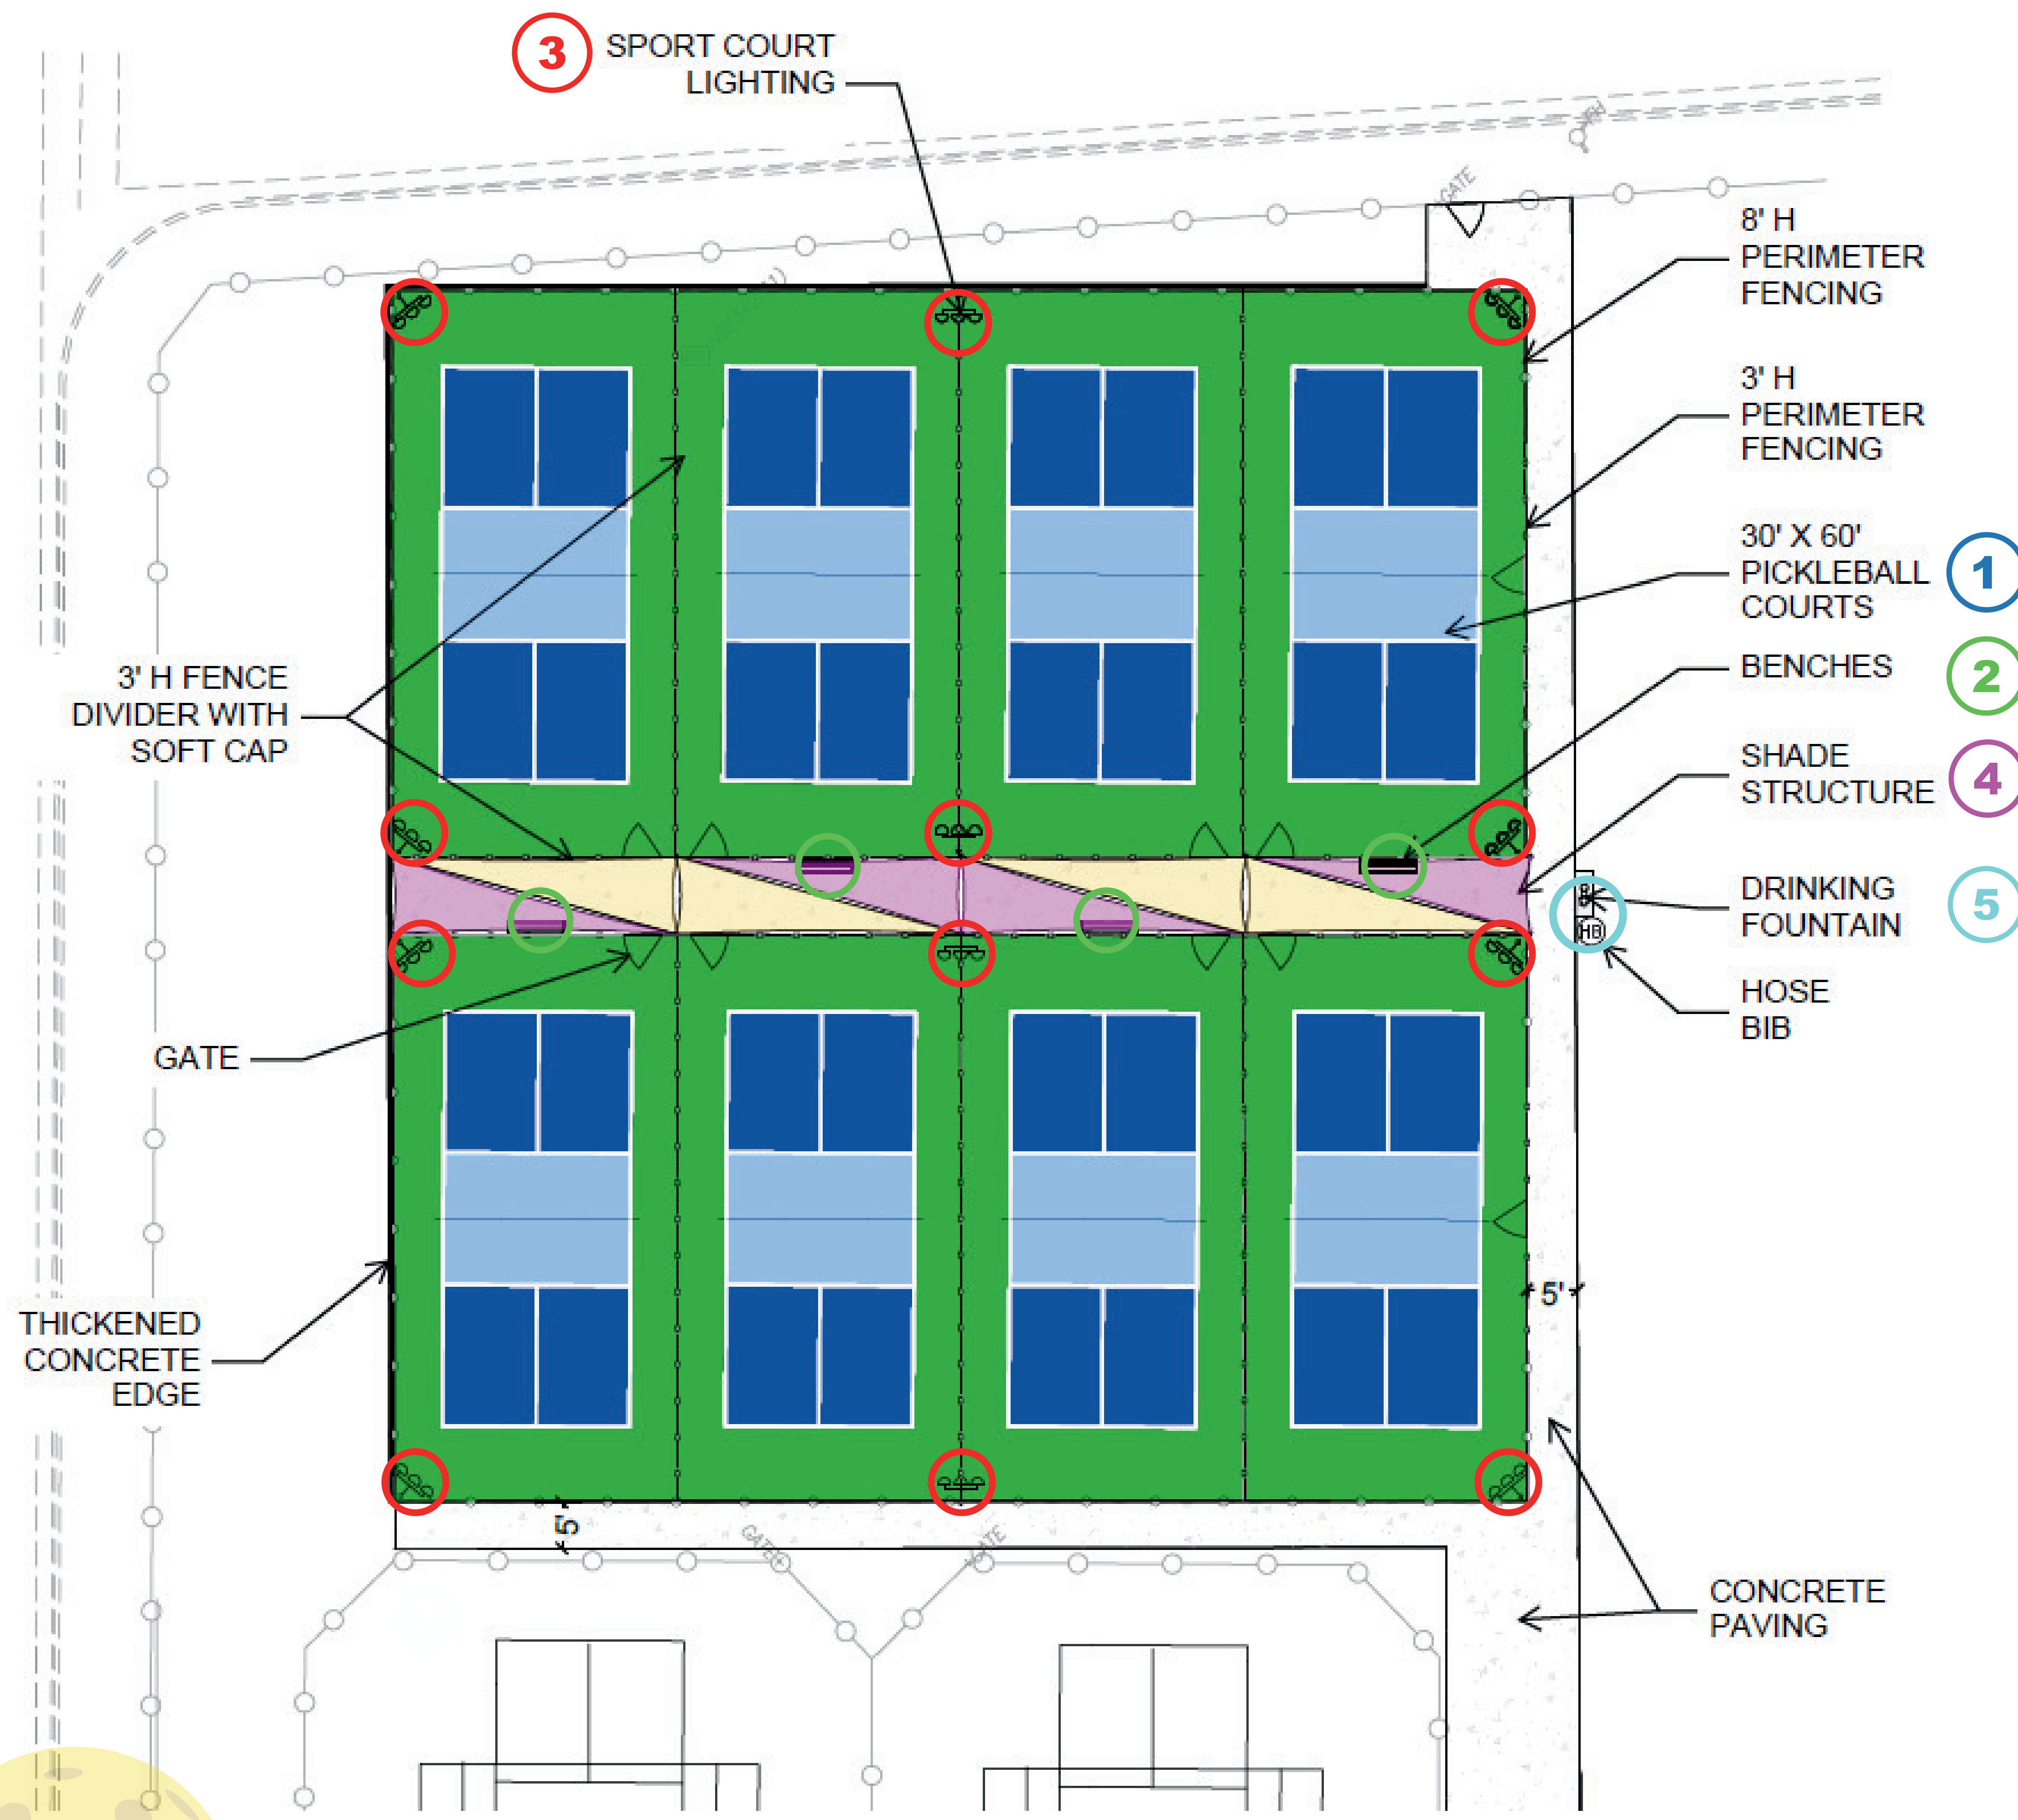 3
SPORT COURT
LIGHTING
GATE
8' H
PERIMETER
FENCING
3' H
PERIMETER
FENCING
30' X 60'
PICKLEBALL
COURTS
1
BENCHES
2
SHADE
STRUCTURE
4
DRINKING
FOUNTAIN
5
HB
HOSE
BIB
3' H FENCE
DIVIDER WITH
SOFT CAP
GATE
THICKENED
CONCRETE
EDGE
5'
5'
GATE
GATE
CONCRETE
PAVING